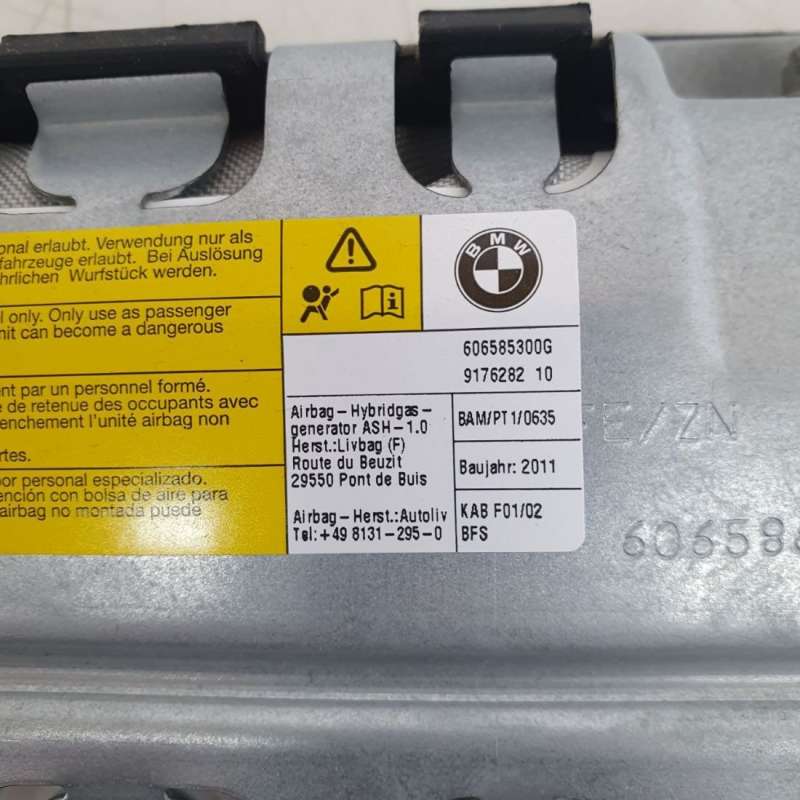 onal erlaubt. Verwendung nur als
fahrzeuge erlaubt. Bei Auslösung
hrlichen Wurfstück werden.
l only. Only use as passenger
nit can become a dangerous
ent par un personnel formé.
e de retenue des occupants avec
enchement l'unité airbag non
rtes.
por personal especializado.
ención con bolsa de aire para
airbag no montada puede
BMW
606585300G
9176282 10
Airbag-Hybridgas-
generator ASH-1.0
Herst.:Livbag (F)
Route du Beuzit
29550 Pont de Buis
Airbag-Herst.:Autoliv
Tel:+49 8131-295-0
BAM/PT1/0635
Baujahr: 2011
KAB F01/02
BFS
E/ZN
60658